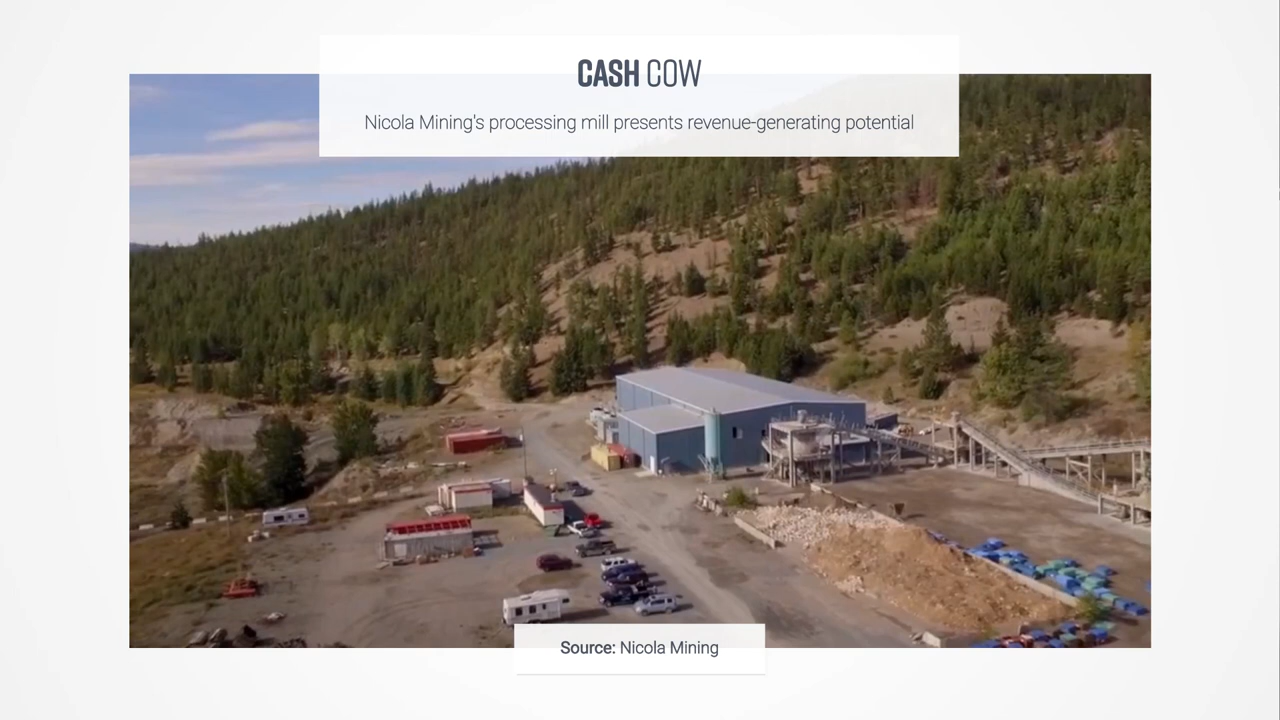 CASH COW
Nicola Mining's processing mill presents revenue-generating potential
Source: Nicola Mining